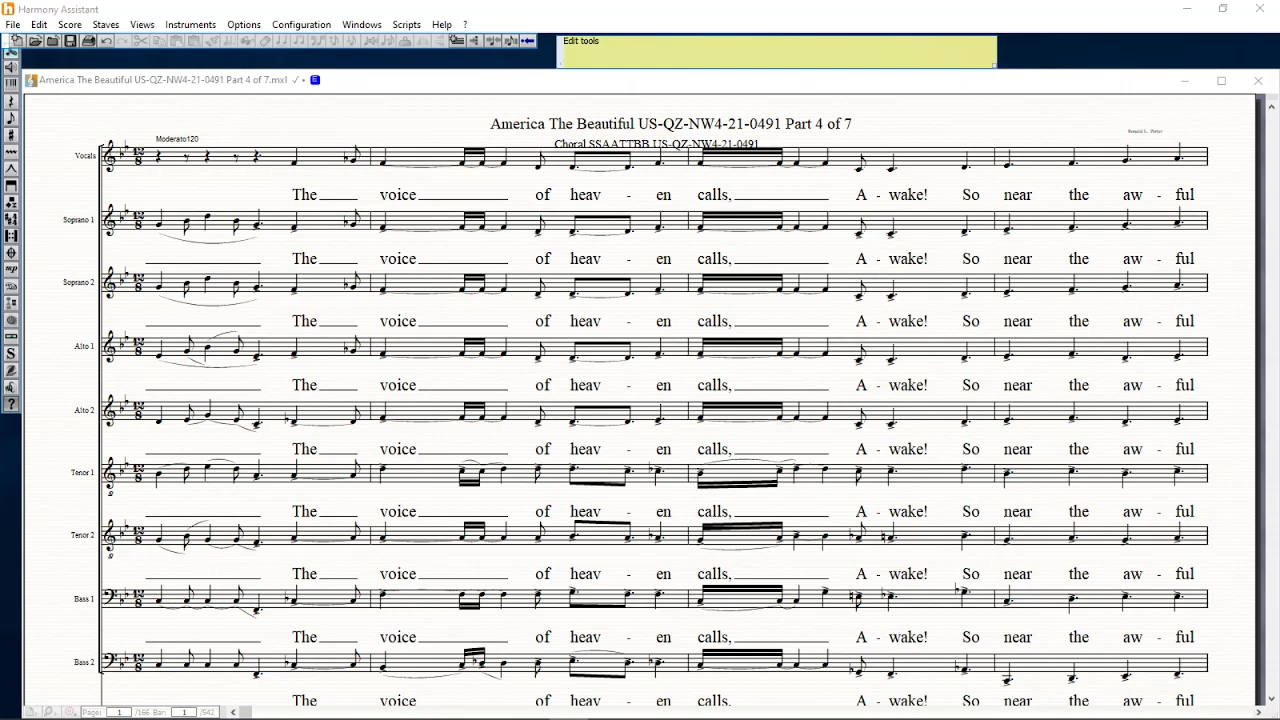 Harmony Assistant
File Edit Score Staves Views Instruments Options Configuration Windows Scripts Help ?
Edit tools
America The Beautiful US-QZ-NW4-21-0491 Part 4 of 7.mxl
America The Beautiful US-QZ-NW4-21-0491 Part 4 of 7
Ronald L. Porter
Moderato120
Choral SSAATTBB US-QZ-NW4-21-0491
Vocals
The voice of heav - en calls, A - wake! So near the aw - ful
Soprano 1
The voice of heav - en calls, A - wake! So near the aw - ful
Soprano 2
The voice of heav - en calls, A - wake! So near the aw - ful
Alto 1
The voice of heav - en calls, A - wake! So near the aw - ful
Alto 2
The voice of heav - en calls, A - wake! So near the aw - ful
Tenor 1
The voice of heav - en calls, A - wake! So near the aw - ful
Tenor 2
The voice of heav - en calls, A - wake! So near the aw - ful
Bass 1
The voice of heav - en calls, A - wake! So near the aw - ful
Bass 2
The voice of heav - en calls, A - wake! So near the aw - ful
Page: 1 /166 Bar: 1 /542